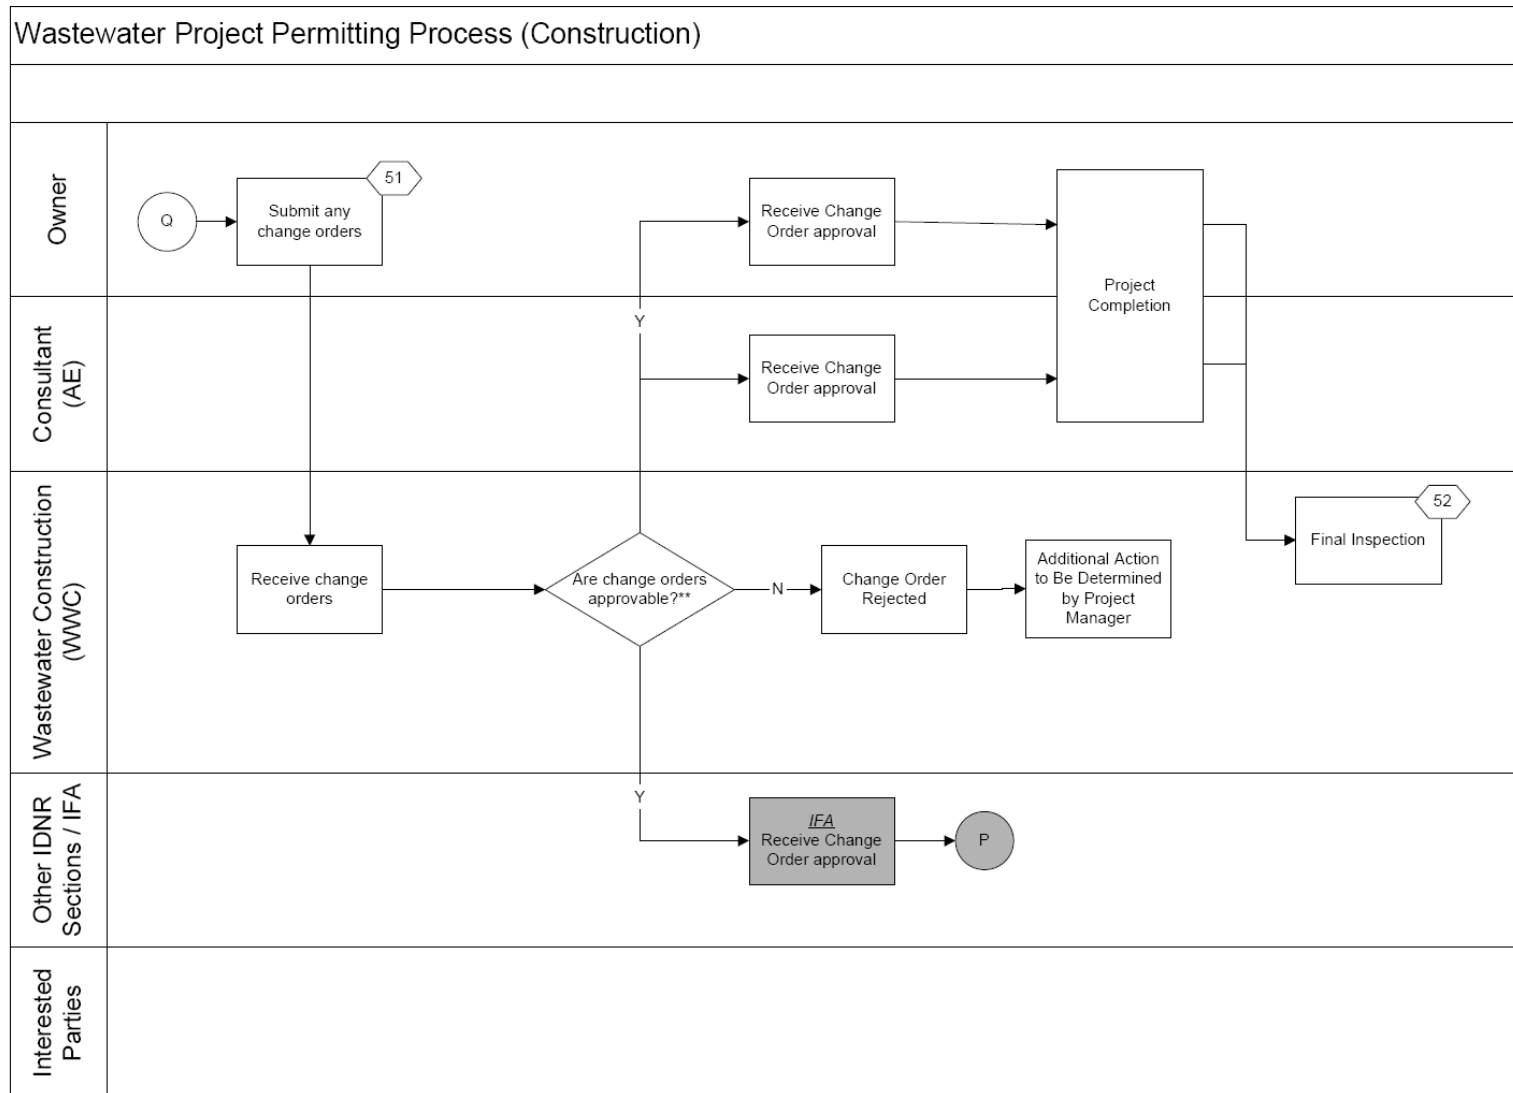 Wastewater Project Permitting Process (Construction)
Owner
Q
Submit any
change orders
51
Receive Change
Order approval
Project
Completion
Y
Consultant
(AE)
Receive Change
Order approval
Wastewater Construction
(WWC)
Receive change
orders
Are change orders
approvable?**
N
Change Order
Rejected
Additional Action
to Be Determined
by Project
Manager
52
Final Inspection
Other IDNR
Sections / IFA
Y
IFA
Receive Change
Order approval
P
Interested
Parties